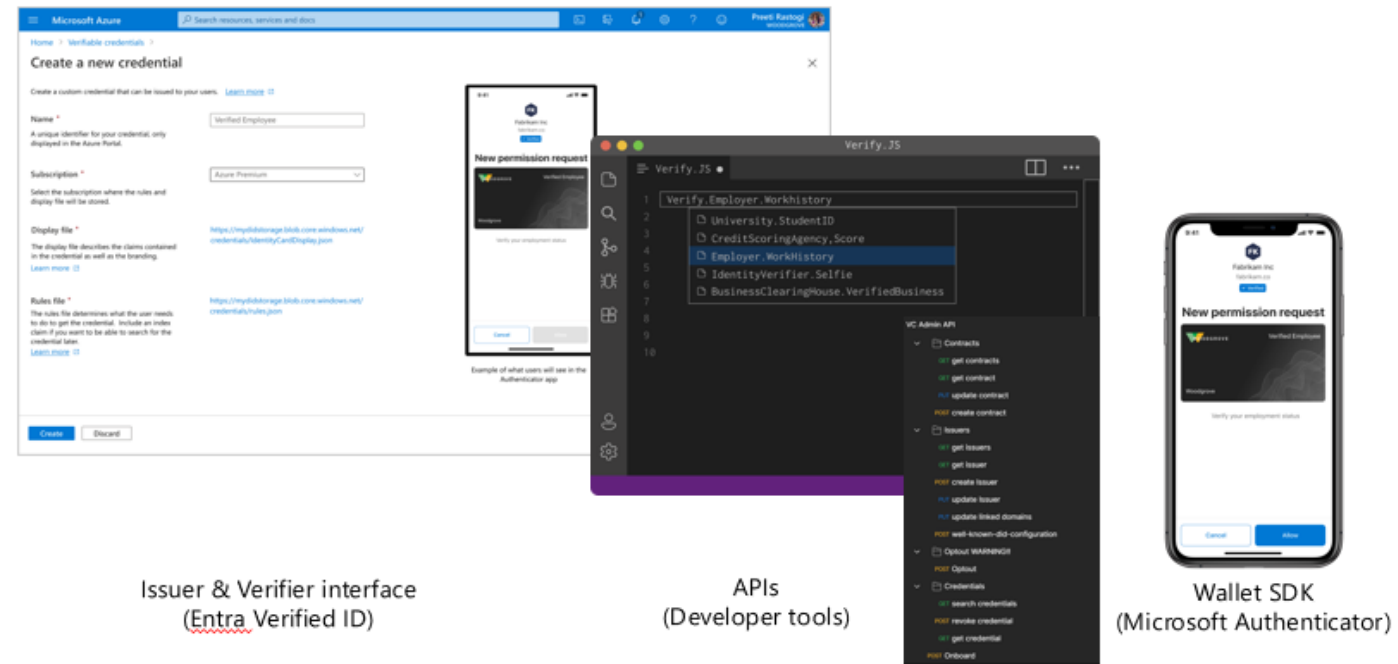 Microsoft Azure
Search resources, services and docs
Preeti Rastogi
WOODGROVE
Home > Verifiable credentials >
Create a new credential
Create a custom credential that can be issued to your users. Learn more
Name *
A unique identifier for your credential, only
displayed in the Azure Portal.
Verified Employee
Subscription *
Select the subscription where the rules and
display file will be stored.
Azure Premium
Display file *
The display file describes the claims contained
in the credential as well as the branding.
Learn more
https://mydidstorage.blob.core.windows.net/
credentials/identityCardDisplay.json
Rules file *
The rules file determines what the user needs
to do to get the credential. Include an index
claim if you want to be able to search for the
credential later.
Learn more
https://mydidstorage.blob.core.windows.net/
credentials/rules.json
Create
Discard
9:41
FK
Fabrikam Inc
fabrikam.co
New permission request
Verified Employee
Woodgrove
Verify your employment status
Cancel
Example of what users will see in the
Authenticator app
Verify.JS
Verify.JS
1 Verify.Employer.Workhistory
2 University.StudentID
3 CreditScoringAgency,Score
4 Employer.WorkHistory
5 IdentityVerifier.Selfie
6 BusinessClearingHouse.VerifiedBusiness
7
8
9
10
VC Admin API
Contracts
GET get contracts
GET get contract
PUT update contract
POST create contract
Issuers
GET get Issuers
GET get Issuer
POST create Issuer
PUT update Issuer
PUT update linked domains
POST well-known-did-configuration
Optout WARNING!!
POST Optout
Credentials
GET search credentials
POST revoke credential
GET get credential
POST Onboard
9:41
FK
Fabrikam Inc
fabrikam.co
Verified
New permission request
WOODGROVE
Verified Employee
Woodgrove
Verify your employment status
Cancel
Allow
Issuer & Verifier interface
(Entra Verified ID)
APIs
(Developer tools)
Wallet SDK
(Microsoft Authenticator)